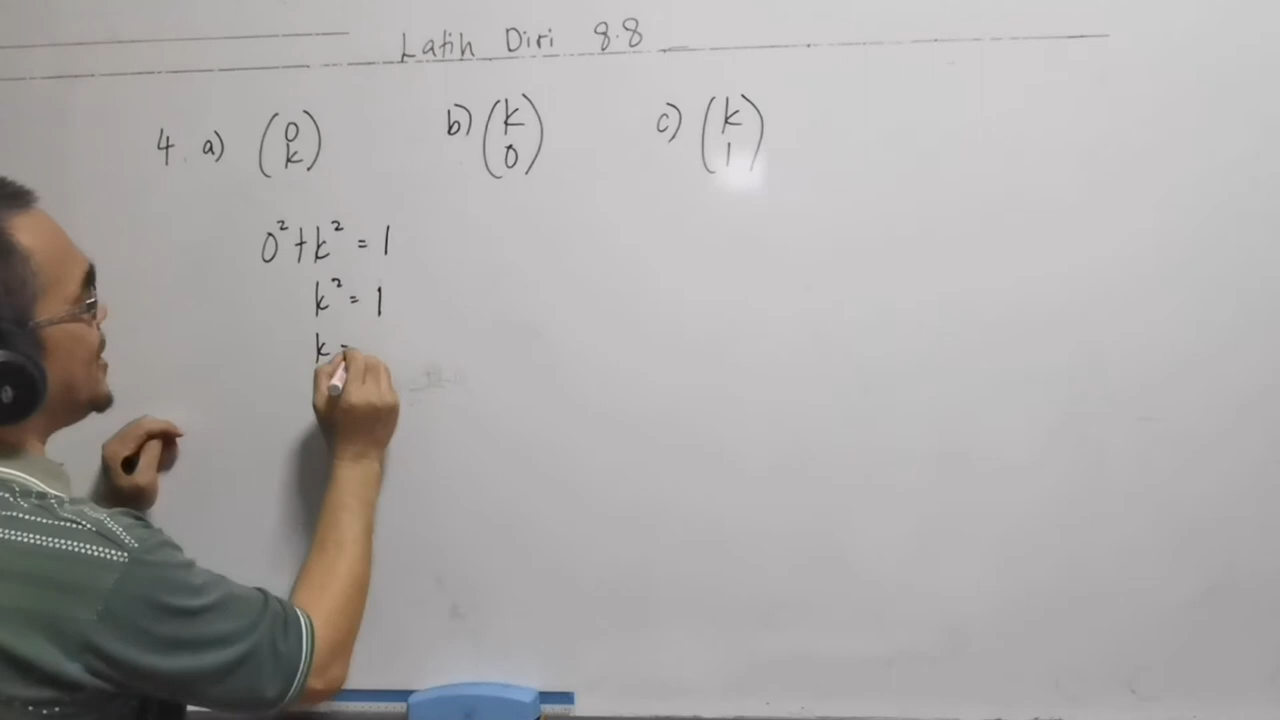 Latih Diri 8.8
4. a) (0 k) b) (k 0) c) (k 1)
0² + k² = 1
k² = 1
k =